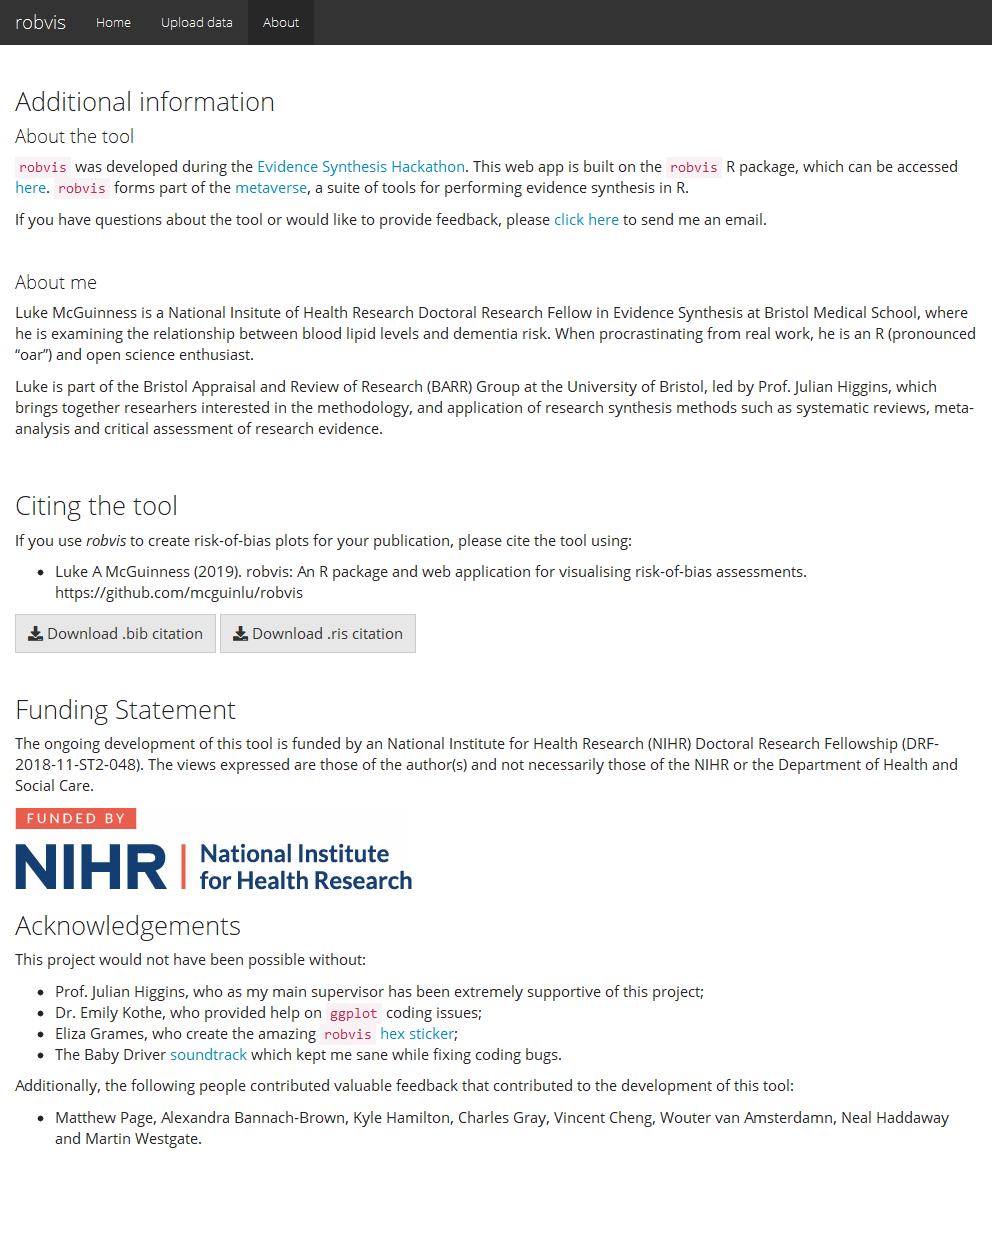 robvis Home Upload data About
Additional information
About the tool
robvis was developed during the Evidence Synthesis Hackathon. This web app is built on the robvis R package, which can be accessed
here. robvis forms part of the metaverse, a suite of tools for performing evidence synthesis in R.
If you have questions about the tool or would like to provide feedback, please click here to send me an email.
About me
Luke McGuinness is a National Insitute of Health Research Doctoral Research Fellow in Evidence Synthesis at Bristol Medical School, where
he is examining the relationship between blood lipid levels and dementia risk. When procrastinating from real work, he is an R (pronounced
“oar”) and open science enthusiast.
Luke is part of the Bristol Appraisal and Review of Research (BARR) Group at the University of Bristol, led by Prof. Julian Higgins, which
brings together researhers interested in the methodology, and application of research synthesis methods such as systematic reviews, meta-
analysis and critical assessment of research evidence.
Citing the tool
If you use robvis to create risk-of-bias plots for your publication, please cite the tool using:
• Luke A McGuinness (2019). robvis: An R package and web application for visualising risk-of-bias assessments.
https://github.com/mcguinlu/robvis
Download .bib citation Download .ris citation
Funding Statement
The ongoing development of this tool is funded by an National Institute for Health Research (NIHR) Doctoral Research Fellowship (DRF-
2018-11-ST2-048). The views expressed are those of the author(s) and not necessarily those of the NIHR or the Department of Health and
Social Care.
FUNDED BY
NIHR | National Institute
for Health Research
Acknowledgements
This project would not have been possible without:
• Prof. Julian Higgins, who as my main supervisor has been extremely supportive of this project;
• Dr. Emily Kothe, who provided help on ggplot coding issues;
• Eliza Grames, who create the amazing robvis hex sticker;
• The Baby Driver soundtrack which kept me sane while fixing coding bugs.
Additionally, the following people contributed valuable feedback that contributed to the development of this tool:
• Matthew Page, Alexandra Bannach-Brown, Kyle Hamilton, Charles Gray, Vincent Cheng, Wouter van Amsterdamn, Neal Haddaway
and Martin Westgate.